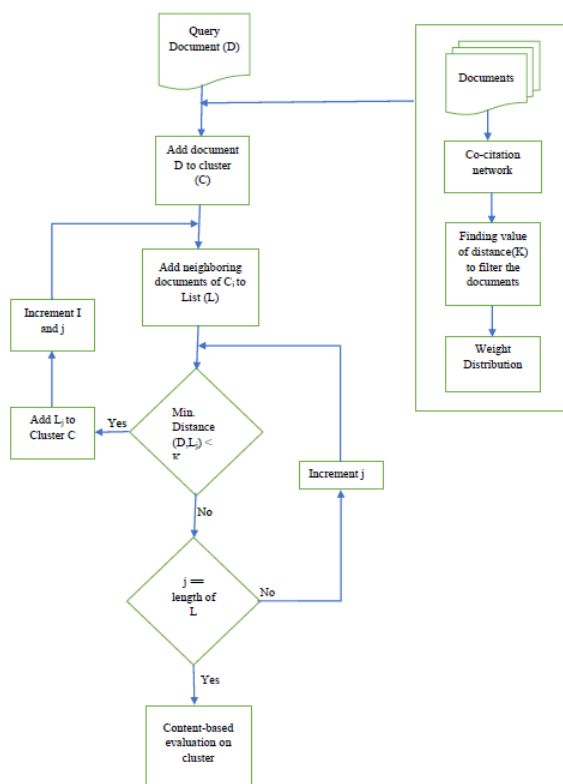 Query
Document (D)
Documents
Add document
D to cluster
(C)
Co-citation
network
Add neighboring
documents of Cᵢ to
List (L)
Finding value
of distance(K)
to filter the
documents
Increment I
and j
Weight
Distribution
Add Lⱼ to
Cluster C
Yes
Min.
Distance
(D,Lⱼ) <
Increment j
No
j ==
length of
L
No
Yes
Content-based
evaluation on
cluster